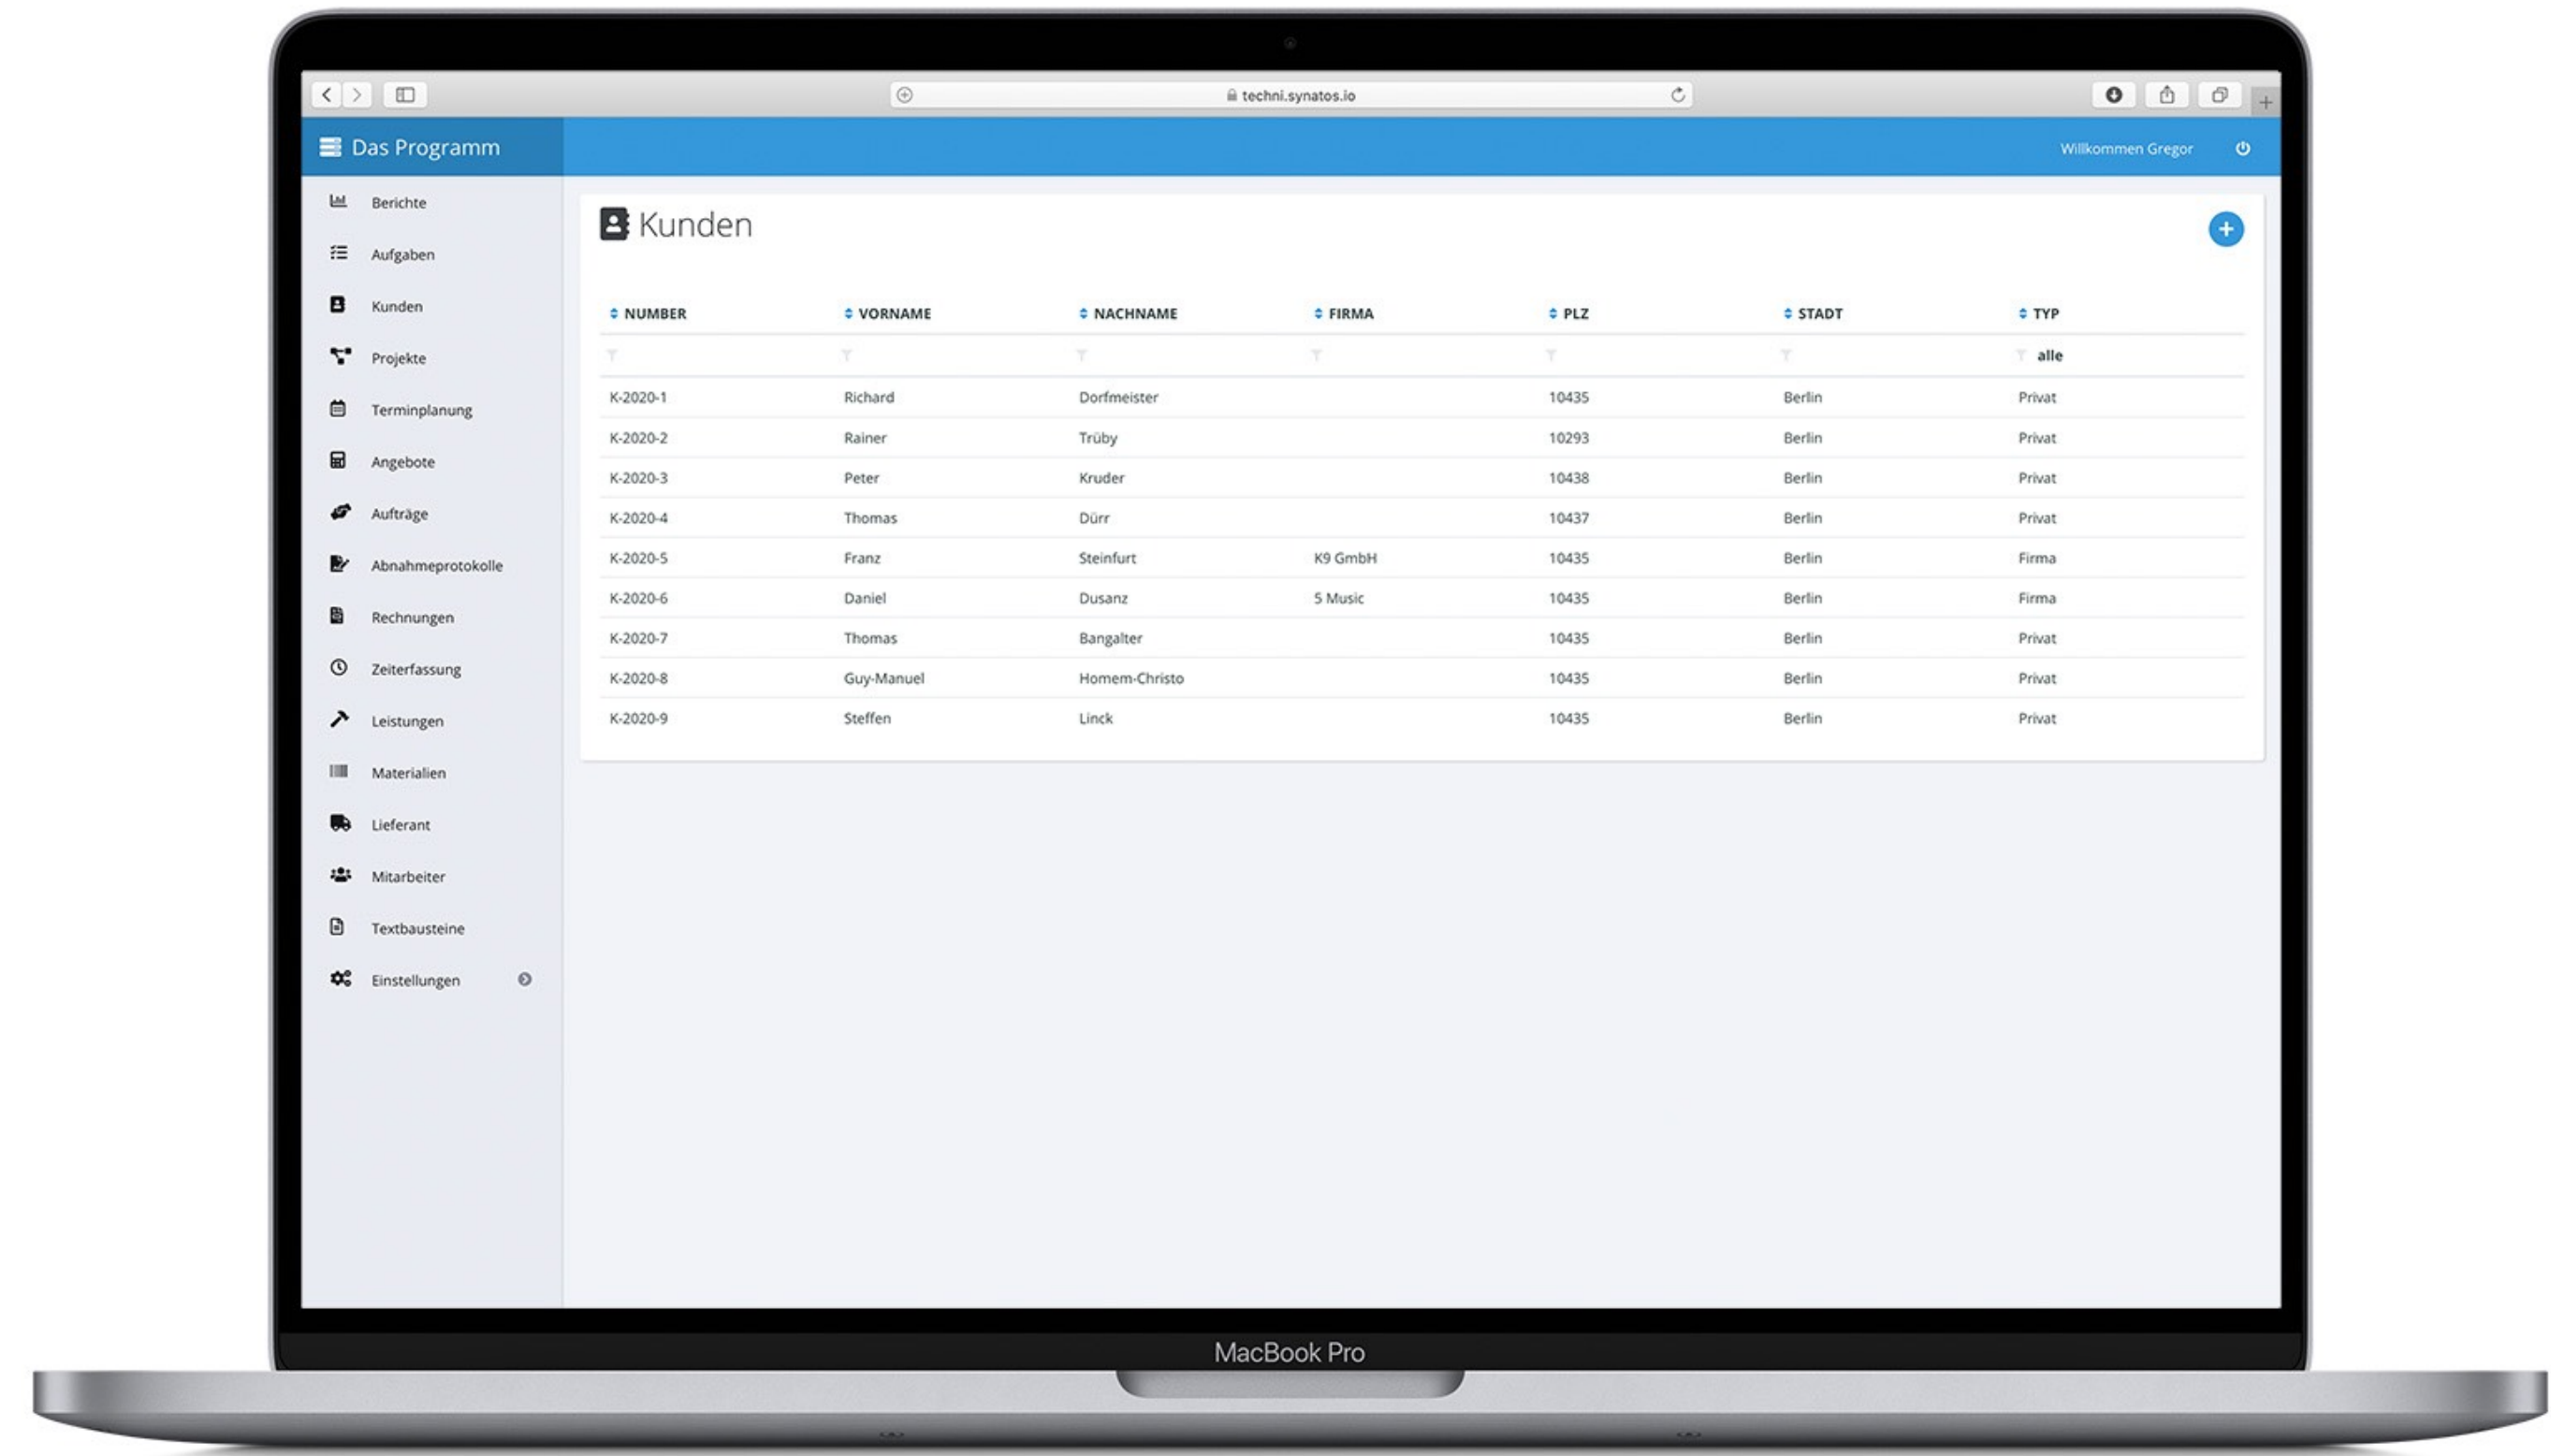 techni.synatos.io
Das Programm
Willkommen Gregor
Berichte
Aufgaben
Kunden
Projekte
Terminplanung
Angebote
Aufträge
Abnahmeprotokolle
Rechnungen
Zeiterfassung
Leistungen
Materialien
Lieferant
Mitarbeiter
Textbausteine
Einstellungen
Kunden
NUMBER VORNAME NACHNAME FIRMA PLZ STADT TYP
alle
K-2020-1 Richard Dorfmeister 10435 Berlin Privat
K-2020-2 Rainer Trüby 10293 Berlin Privat
K-2020-3 Peter Kruder 10438 Berlin Privat
K-2020-4 Thomas Dürr 10437 Berlin Privat
K-2020-5 Franz Steinfurt K9 GmbH 10435 Berlin Firma
K-2020-6 Daniel Dusanz 5 Music 10435 Berlin Firma
K-2020-7 Thomas Bangalter 10435 Berlin Privat
K-2020-8 Guy-Manuel Homem-Christo 10435 Berlin Privat
K-2020-9 Steffen Linck 10435 Berlin Privat
MacBook Pro